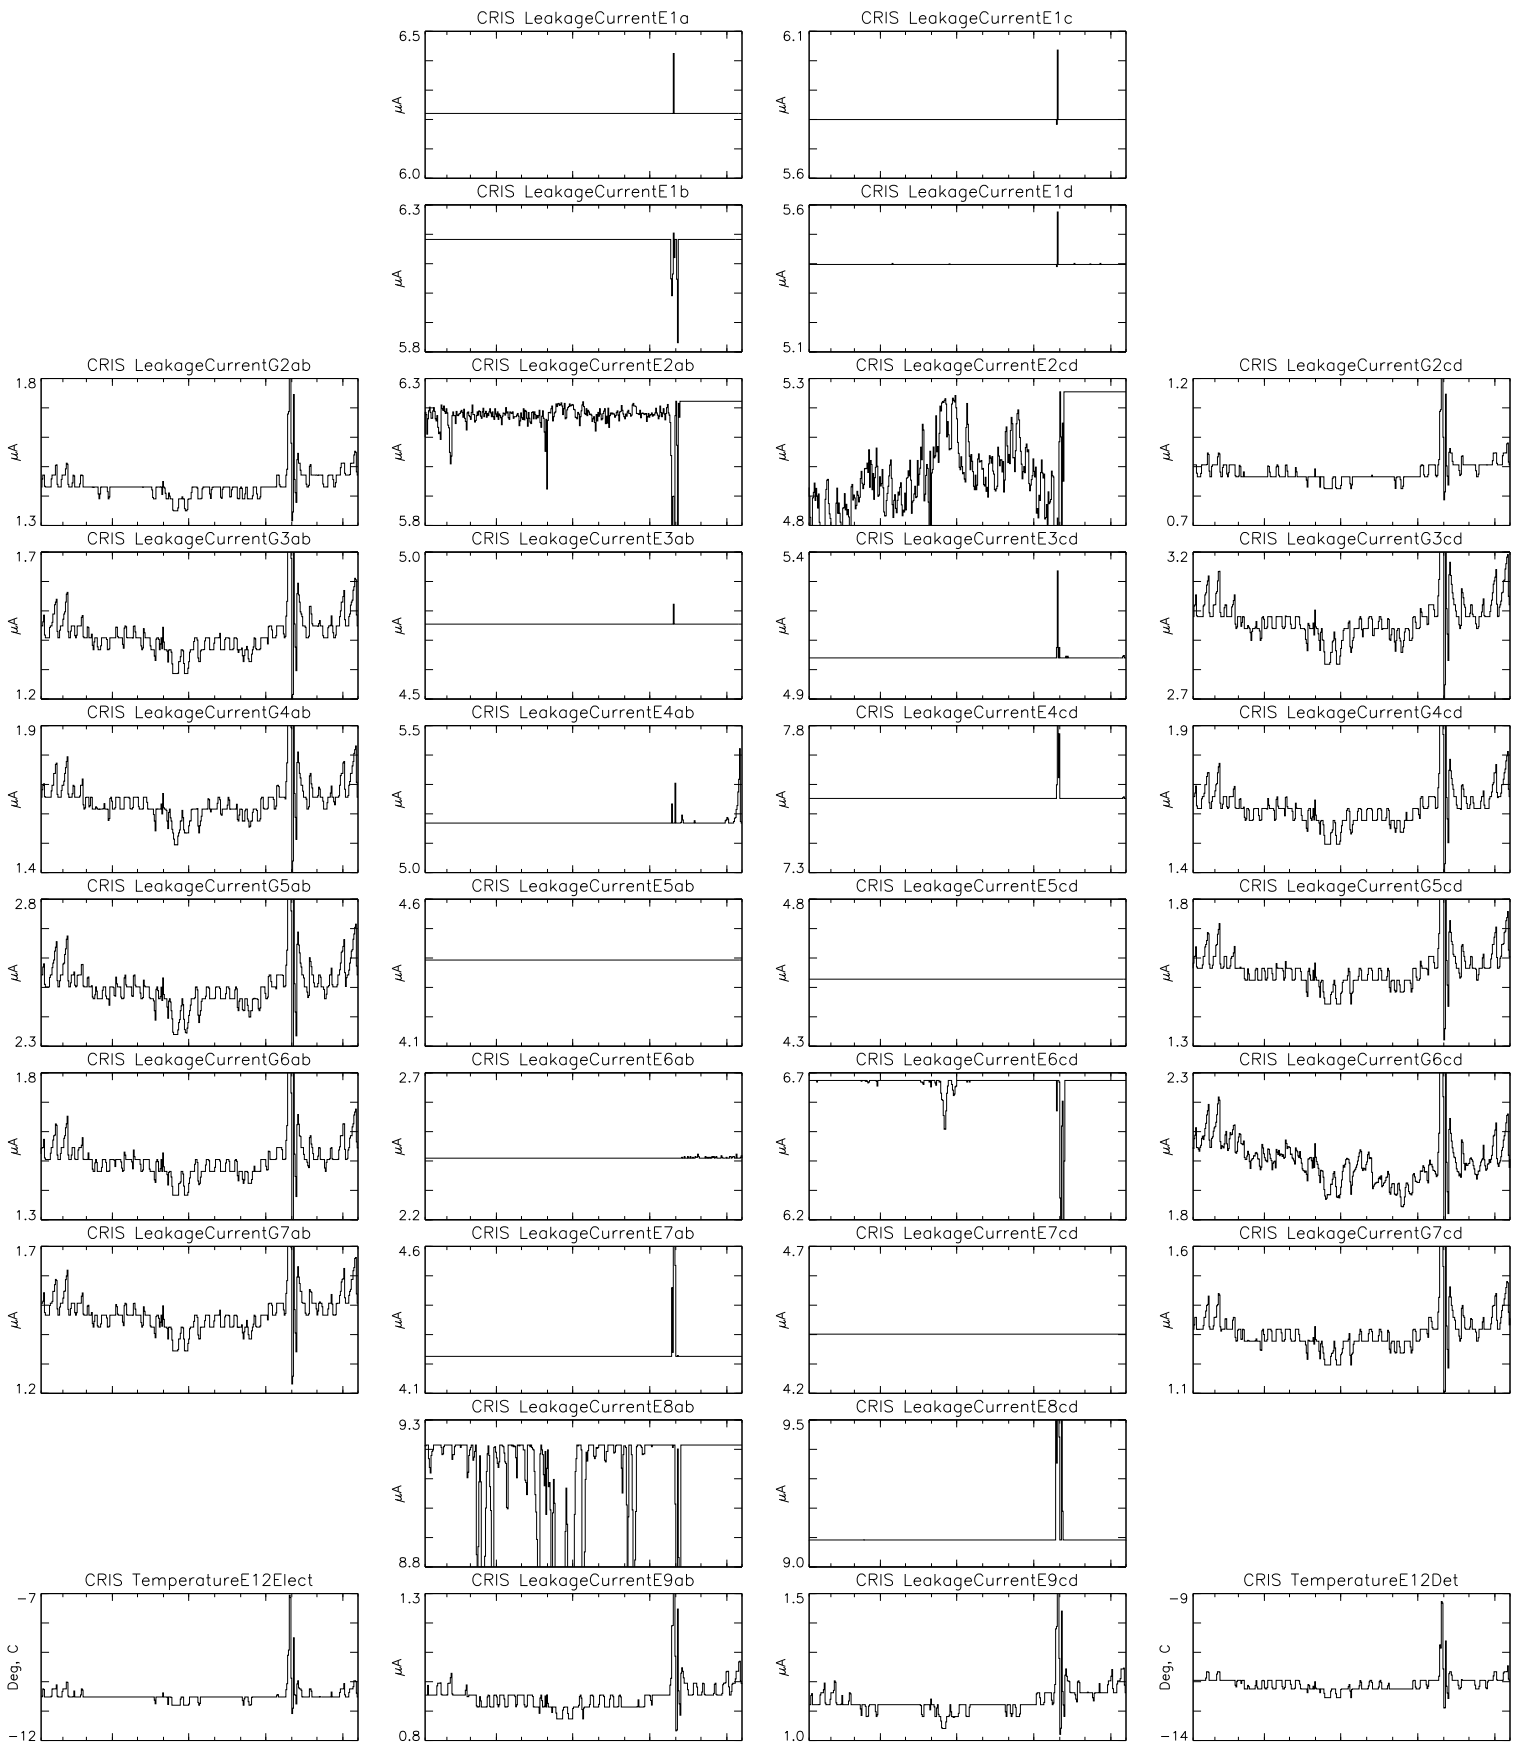 CRIS LeakageCurrentE1a
CRIS LeakageCurrentE1c
6.5
6.1
µA
µA
6.0
5.6
CRIS LeakageCurrentE1b
CRIS LeakageCurrentE1d
6.3
5.6
µA
µA
5.8
5.1
CRIS LeakageCurrentG2ab
CRIS LeakageCurrentE2ab
CRIS LeakageCurrentE2cd
CRIS LeakageCurrentG2cd
1.8
6.3
5.3
1.2
µA
µA
µA
µA
1.3
5.8
4.8
0.7
CRIS LeakageCurrentG3ab
CRIS LeakageCurrentE3ab
CRIS LeakageCurrentE3cd
CRIS LeakageCurrentG3cd
1.7
5.0
5.4
3.2
µA
µA
µA
µA
1.2
4.5
4.9
2.7
CRIS LeakageCurrentG4ab
CRIS LeakageCurrentE4ab
CRIS LeakageCurrentE4cd
CRIS LeakageCurrentG4cd
1.9
5.5
7.8
1.9
µA
µA
µA
µA
1.4
5.0
7.3
1.4
CRIS LeakageCurrentG5ab
CRIS LeakageCurrentE5ab
CRIS LeakageCurrentE5cd
CRIS LeakageCurrentG5cd
2.8
4.6
4.8
1.8
µA
µA
µA
µA
2.3
4.1
4.3
1.3
CRIS LeakageCurrentG6ab
CRIS LeakageCurrentE6ab
CRIS LeakageCurrentE6cd
CRIS LeakageCurrentG6cd
1.8
2.7
6.7
2.3
µA
µA
µA
µA
1.3
2.2
6.2
1.8
CRIS LeakageCurrentG7ab
CRIS LeakageCurrentE7ab
CRIS LeakageCurrentE7cd
CRIS LeakageCurrentG7cd
1.7
4.6
4.7
1.6
µA
µA
µA
µA
1.2
4.1
4.2
1.1
CRIS LeakageCurrentE8ab
CRIS LeakageCurrentE8cd
9.3
9.5
µA
µA
8.8
9.0
CRIS TemperatureE12Elect
CRIS LeakageCurrentE9ab
CRIS LeakageCurrentE9cd
CRIS TemperatureE12Det
-7
1.3
1.5
-9
Deg, C
µA
µA
Deg, C
-12
0.8
1.0
-14